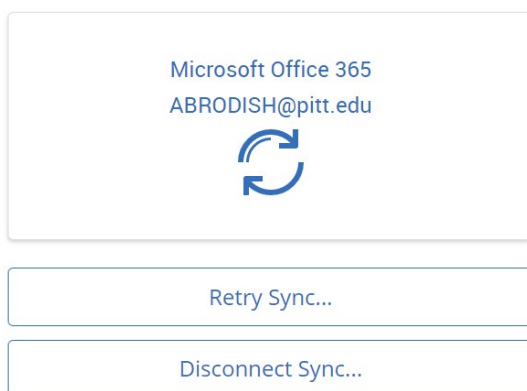 Microsoft Office 365
ABRODISH@pitt.edu
Retry Sync...
Disconnect Sync...